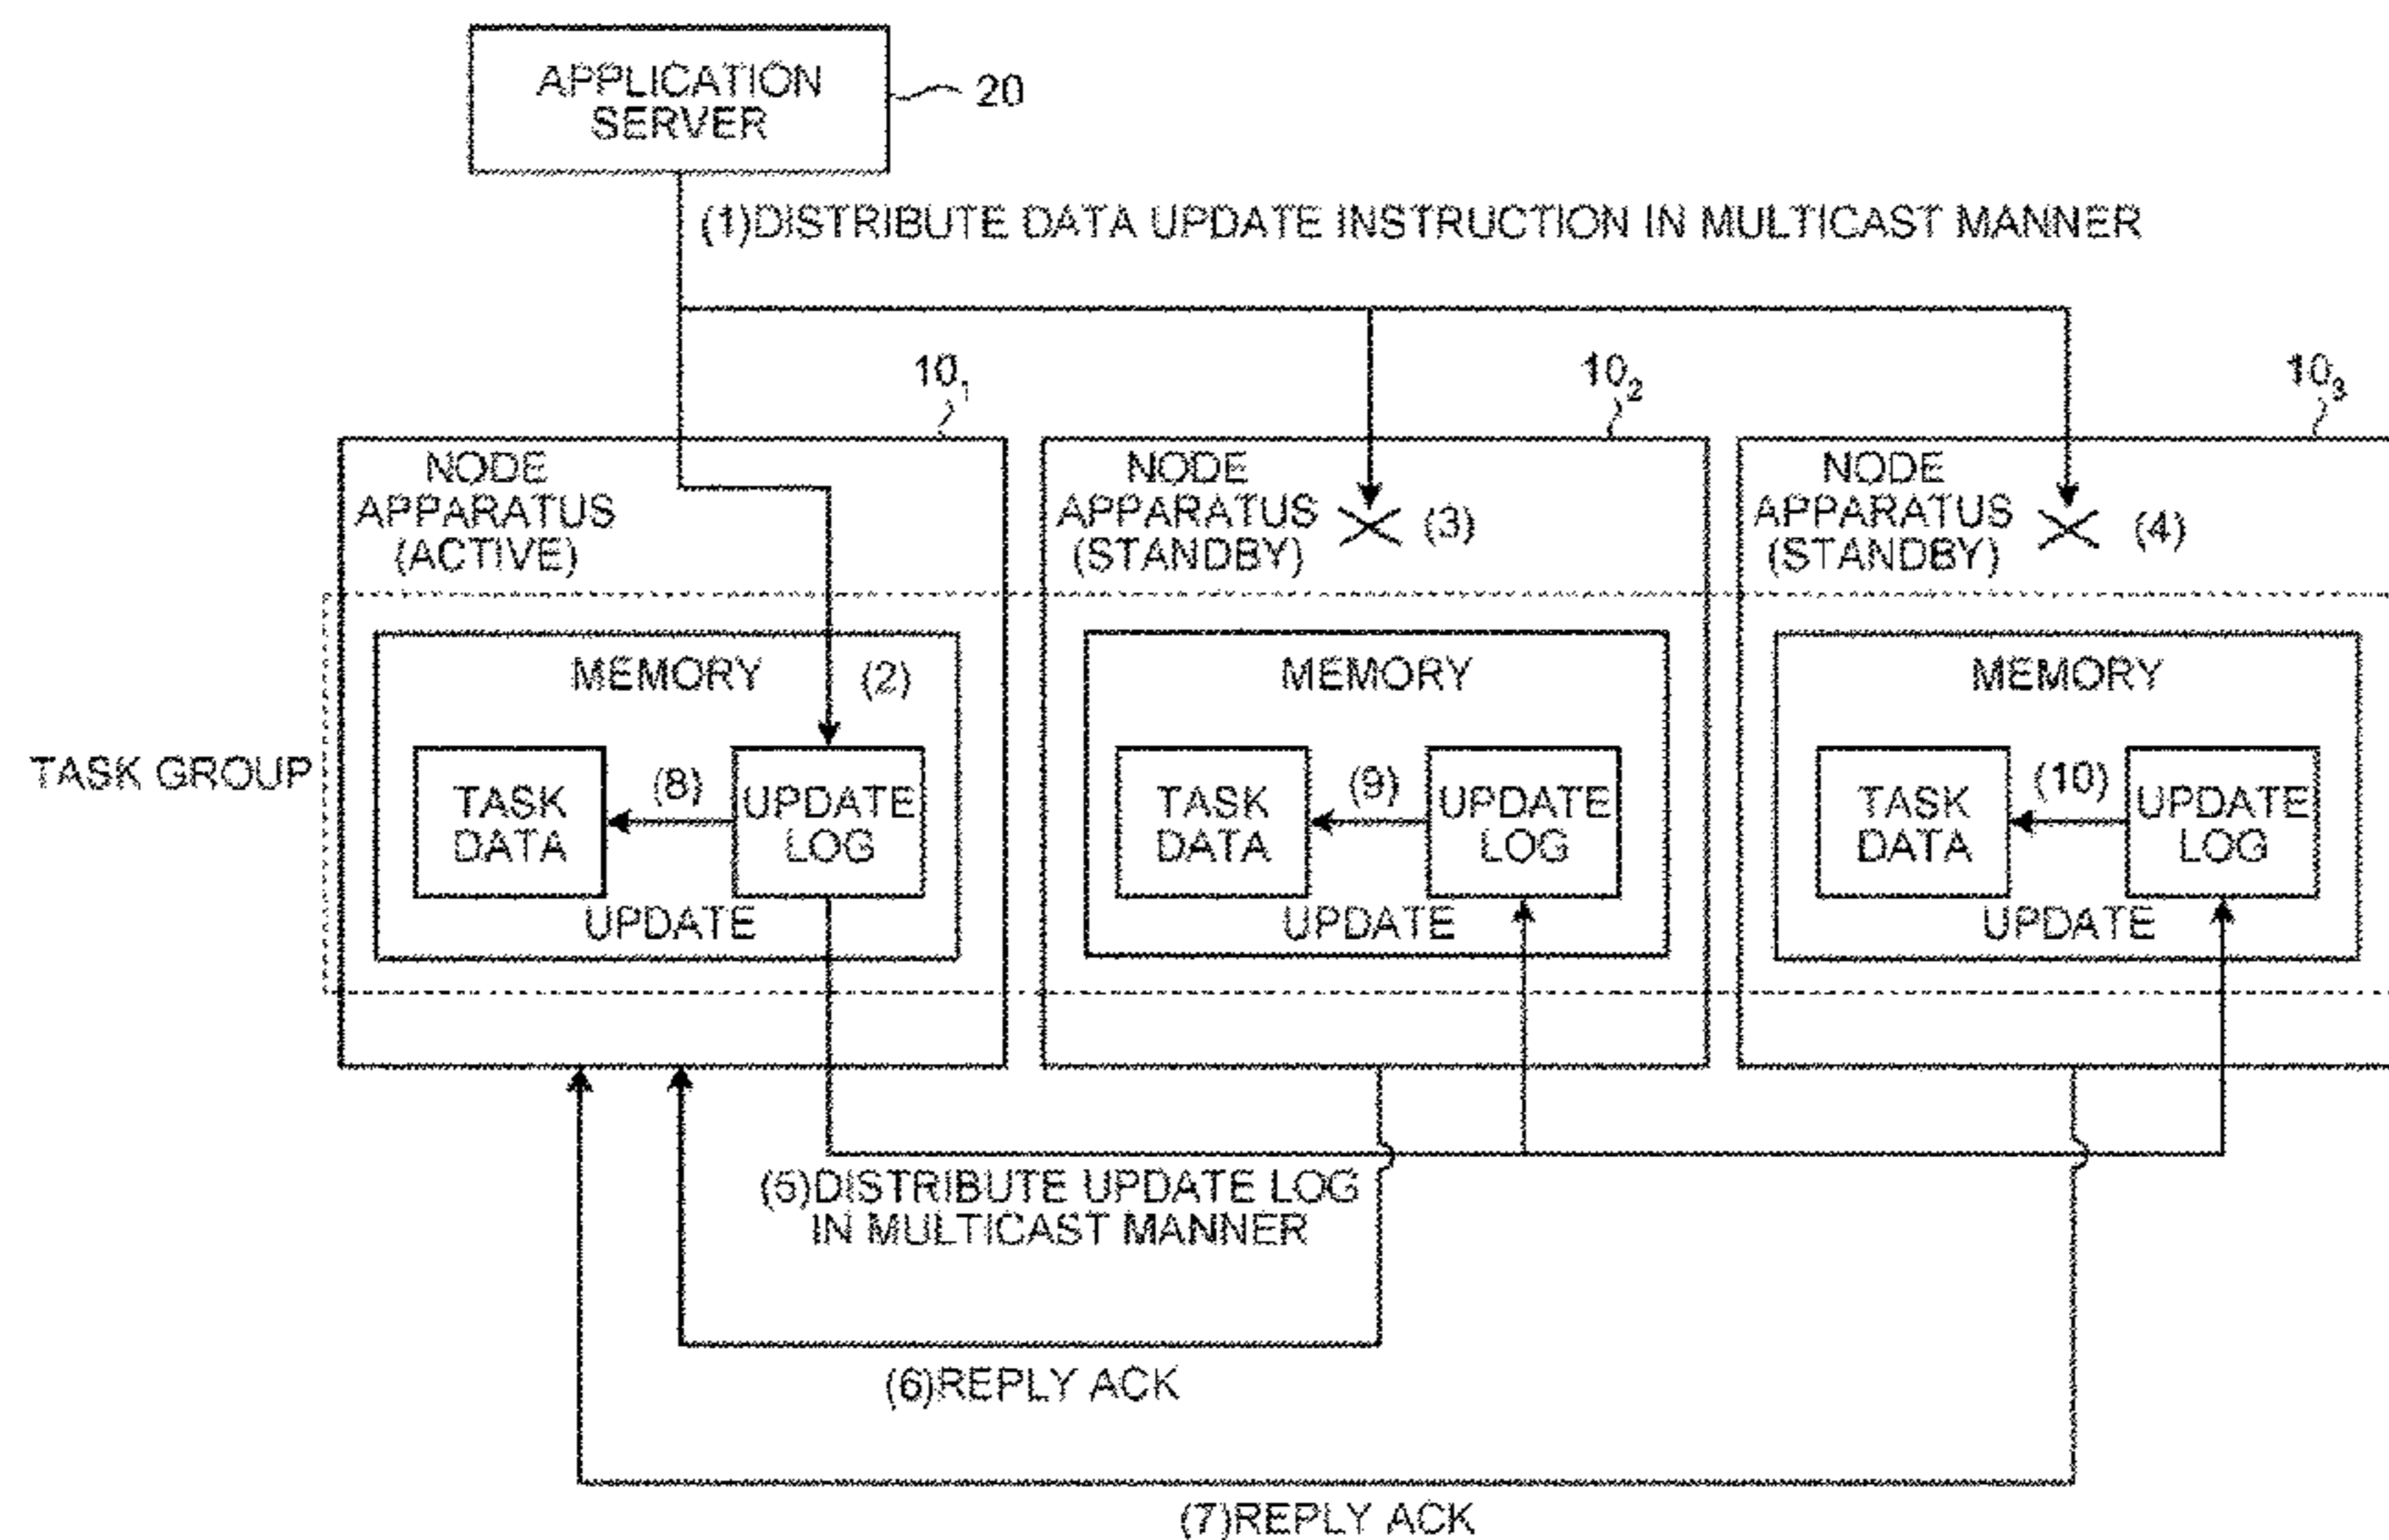 APPLICATION
SERVER
20
(1)DISTRIBUTE DATA UPDATE INSTRUCTION IN MULTICAST MANNER
10₁
10₂
10₃
NODE
APPARATUS
(ACTIVE)
NODE
APPARATUS
(STANDBY)
(3)
NODE
APPARATUS
(STANDBY)
(4)
TASK GROUP
MEMORY
(2)
TASK
DATA
(8)
UPDATE
LOG
UPDATE
MEMORY
TASK
DATA
(9)
UPDATE
LOG
UPDATE
MEMORY
TASK
DATA
(10)
UPDATE
LOG
UPDATE
(5)DISTRIBUTE UPDATE LOG
IN MULTICAST MANNER
(6)REPLY ACK
(7)REPLY ACK